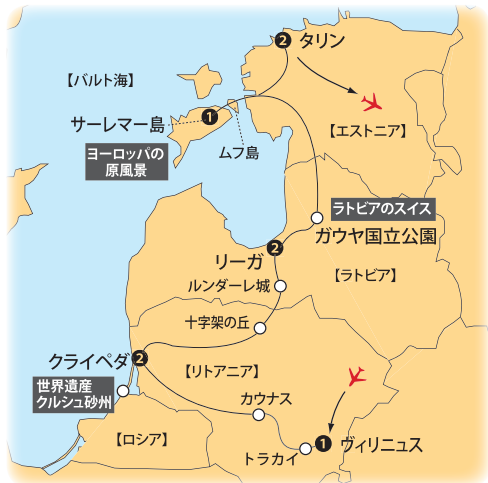 ❷ タリン
【バルト海】
❶
サーレマー島
【エストニア】
ムフ島
ヨーロッパの
原風景
ラトビアのスイス
ガウヤ国立公園
❷
リーガ
【ラトビア】
ルンダーレ城
十字架の丘
クライペダ ❷
【リトアニア】
世界遺産
クルシュ砂州
カウナス
【ロシア】
❶ ヴィリニュス
トラカイ